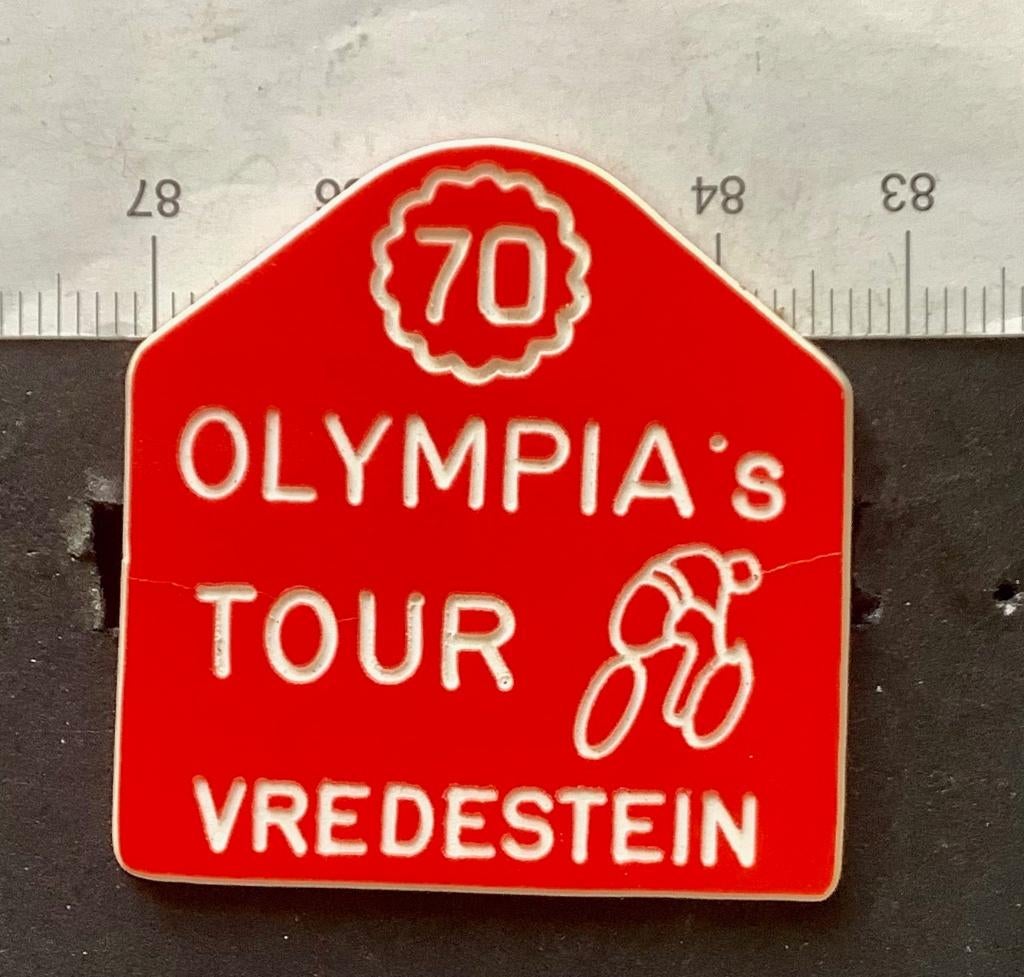 87 84 83
70
OLYMPIA's
TOUR
VREDESTEIN